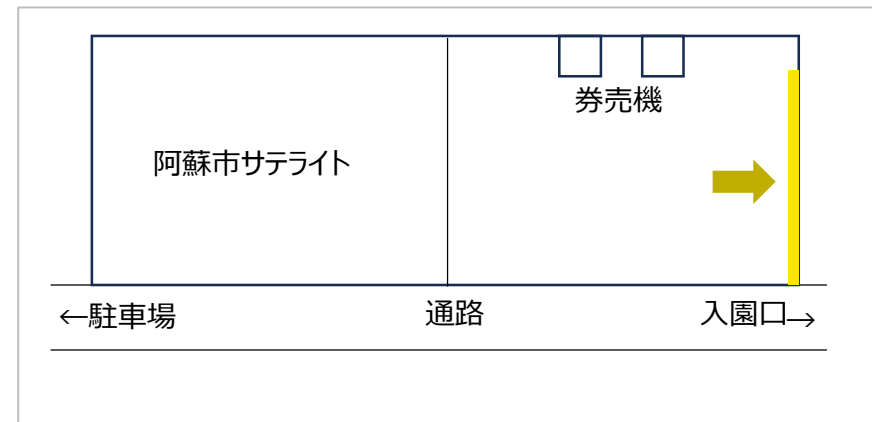 券売機
阿蘇市サテライト
←駐車場
通路
入園口→